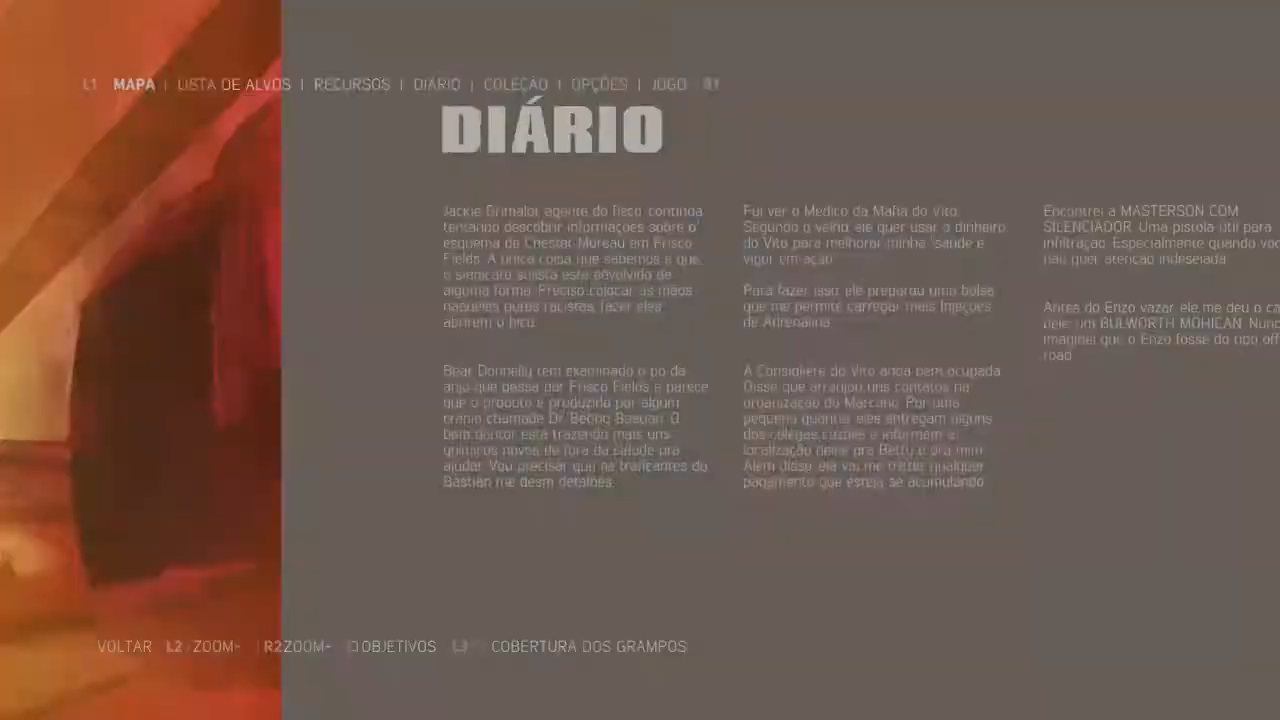 L1 MAPA | LISTA DE ALVOS | RECURSOS | DIÁRIO | COLEÇÃO | OPÇÕES | JOGO R1
DIÁRIO
Jackie Grimaldi, agente do fisco, continua
tentando descobrir informações sobre o
esquema de Chester Moreau em Frisco
Fields. A única coisa que sabemos é que
o sindicato sulista está envolvido de
alguma forma. Preciso colocar as mãos
naqueles putos racistas, fazer eles
abrirem o bico.
Bear Donnelly tem examinado o pó da
anjo que passa por Frisco Fields e parece
que o produto é produzido por algum
crânio chamado Dr. Bastian. O
bom doutor está trazendo mais uns
químicos novos de fora da cidade pra
ajudar. Vou precisar que os traficantes do
Bastian me deem detalhes.
Fui ver o Médico da Máfia do Vito.
Segundo o velho, ele quer usar o dinheiro
do Vito para melhorar minha "saúde e
vigor em ação".
Para fazer isso, ele preparou uma bolsa
que me permite carregar mais Injeções
de Adrenalina.
A Consigliere do Vito anda bem ocupada.
Disse que arranjou uns contatos na
organização do Marcano. Por uma
pequena quantia, eles entregam alguns
dos colegas e informam a
localização deles pra Betty e pra mim.
Além disso, ela vai me trazer qualquer
pagamento que esteja se acumulando.
Encontrei a MASTERSON COM
SILENCIADOR. Uma pistola útil para
infiltração. Especialmente quando voc
não quer atenção indesejada.
Antes do Enzo vazar, ele me deu o ca
dele: um BULWORTH MOHICAN. Nunc
imaginei que o Enzo fosse do tipo off
road.
VOLTAR L2 ZOOM- R2 ZOOM+ OBJETIVOS L3 COBERTURA DOS GRAMPOS